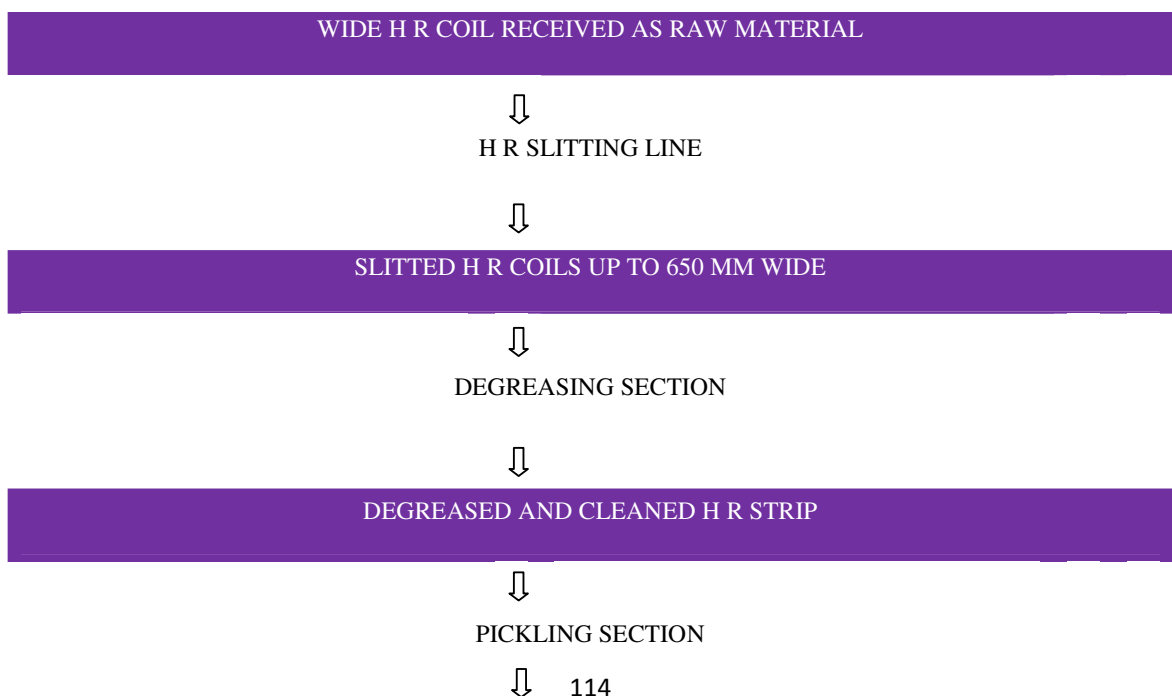 WIDE H R COIL RECEIVED AS RAW MATERIAL
H R SLITTING LINE
SLITTED H R COILS UP TO 650 MM WIDE
DEGREASING SECTION
DEGREASED AND CLEANED H R STRIP
PICKLING SECTION
114